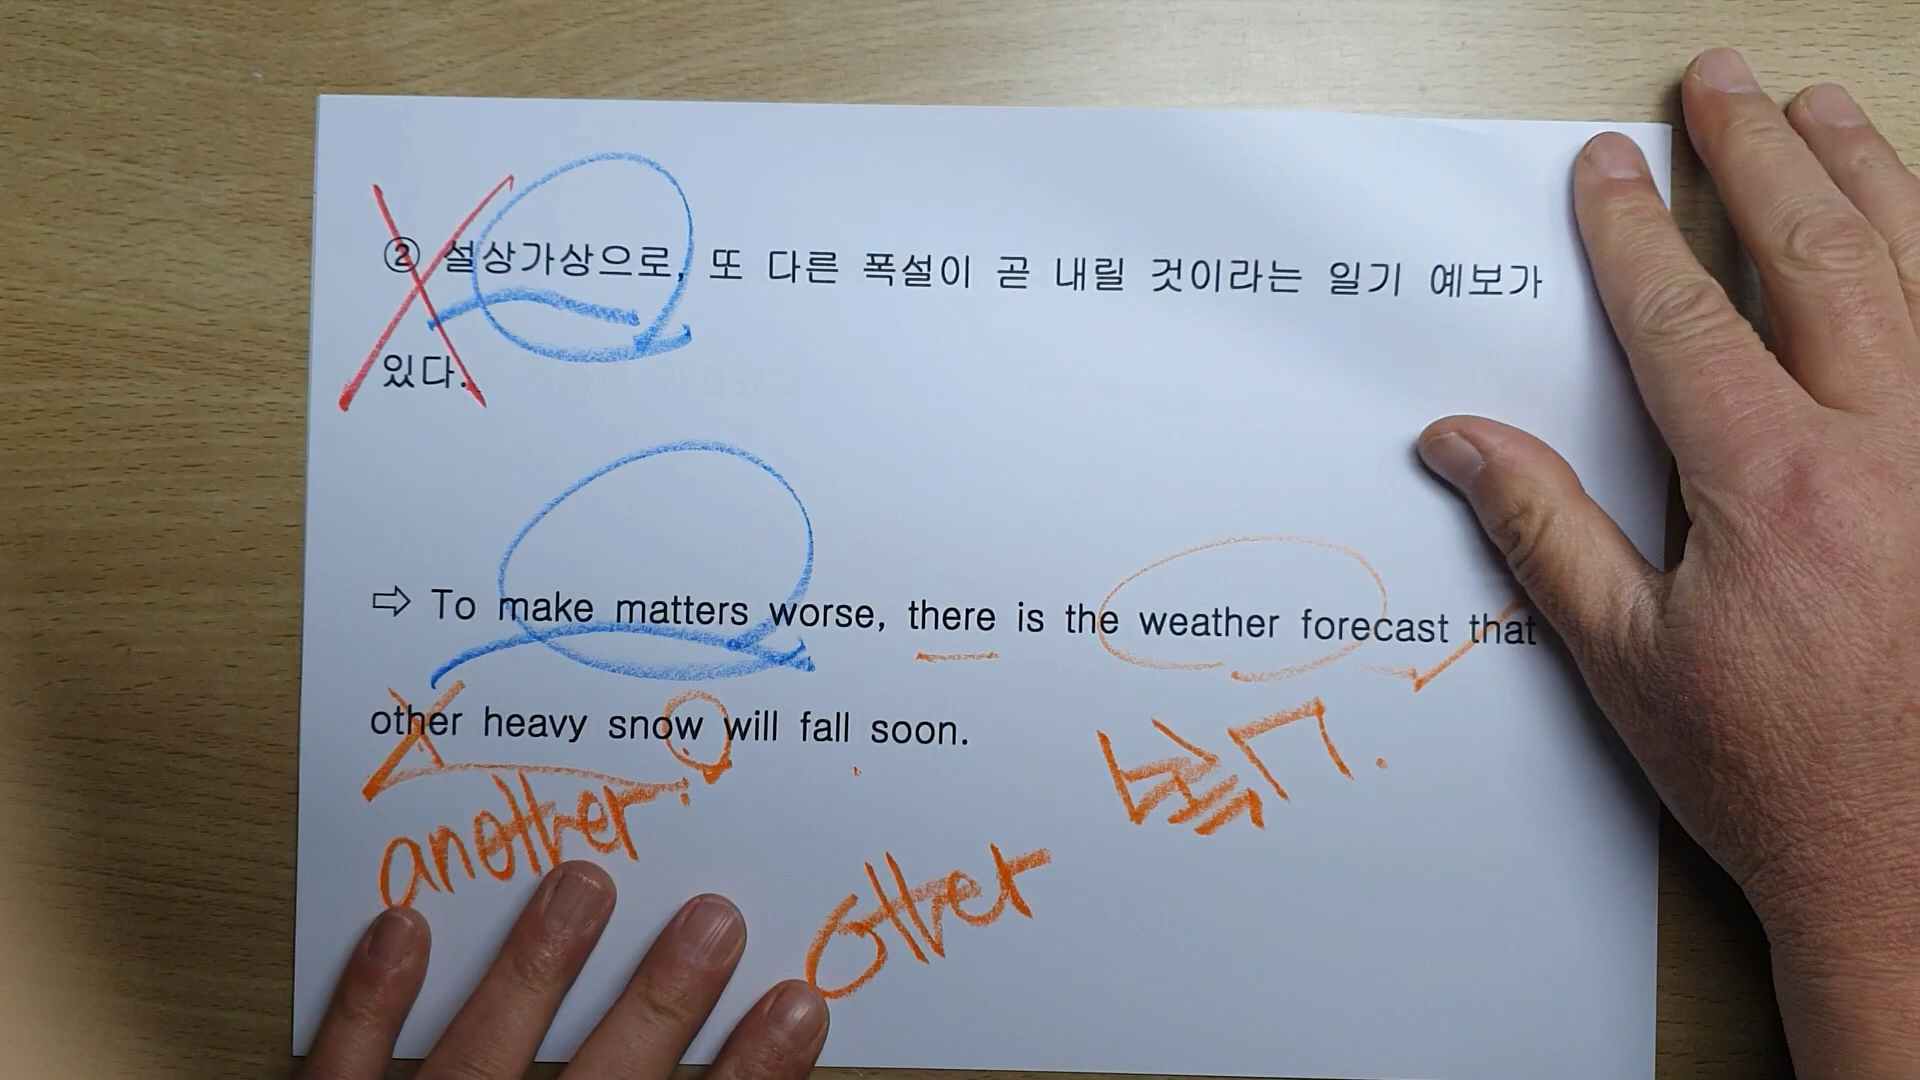 ② 설상가상으로, 또 다른 폭설이 곧 내릴 것이라는 일기 예보가
있다.
⇨ To make matters worse, there is the weather forecast that
other heavy snow will fall soon.
another
other